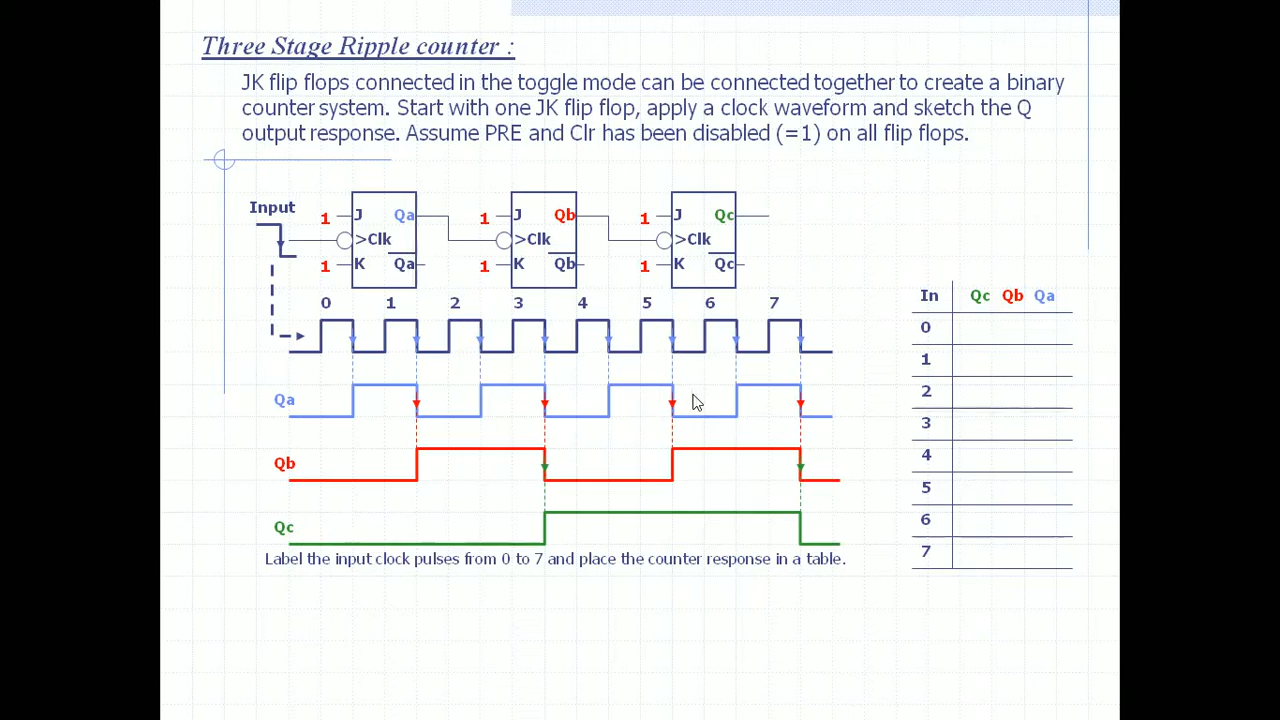 Three Stage Ripple counter :
JK flip flops connected in the toggle mode can be connected together to create a binary
counter system. Start with one JK flip flop, apply a clock waveform and sketch the Q
output response. Assume PRE and Clr has been disabled (=1) on all flip flops.
Input
1 J Qa 1 J Qb 1 J Qc
>Clk >Clk >Clk
1 K Qa 1 K Qb 1 K Qc
0 1 2 3 4 5 6 7
In Qc Qb Qa
0
1
2
3
4
5
6
7
Qa
Qb
Qc
Label the input clock pulses from 0 to 7 and place the counter response in a table.